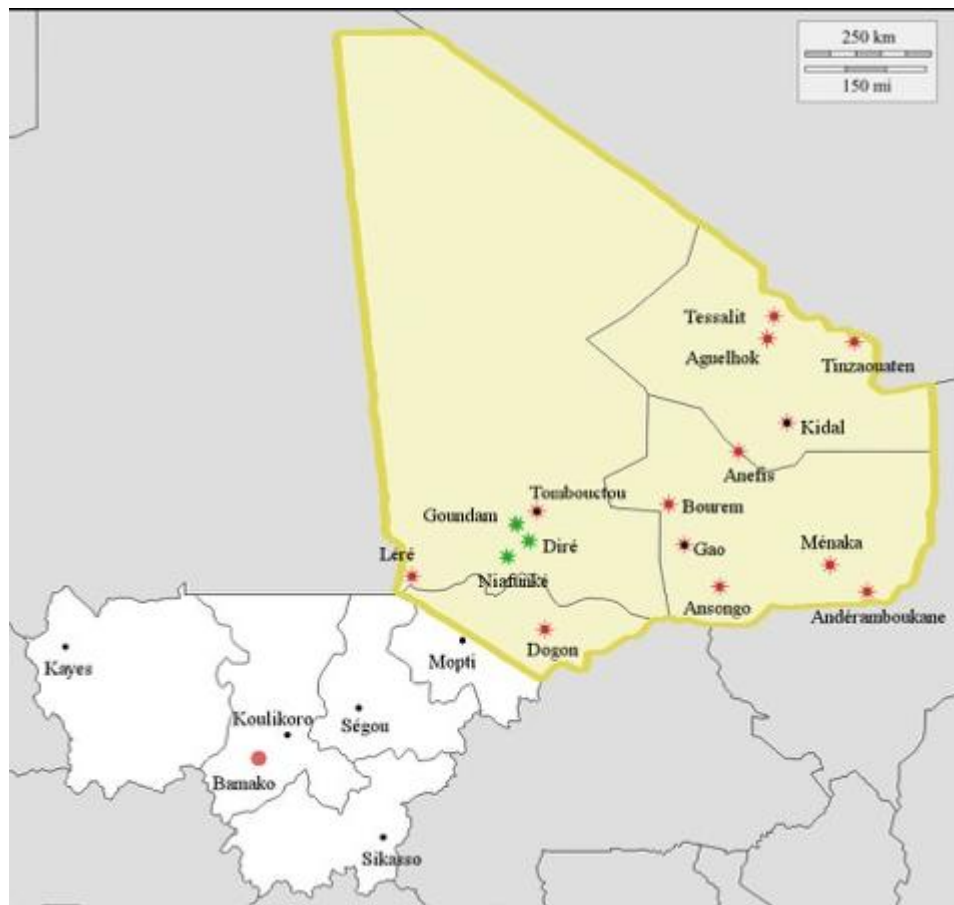 250 km
150 mi
Tessalit
Aguelhok
Tinzaouaten
Kidal
Anefis
Tombouctou
Bourem
Goundam
Diré
Gao
Ménaka
Léré
Niafunké
Ansongo
Andéramboukane
Dogon
Mopti
Kayes
Koulikoro
Ségou
Bamako
Sikasso